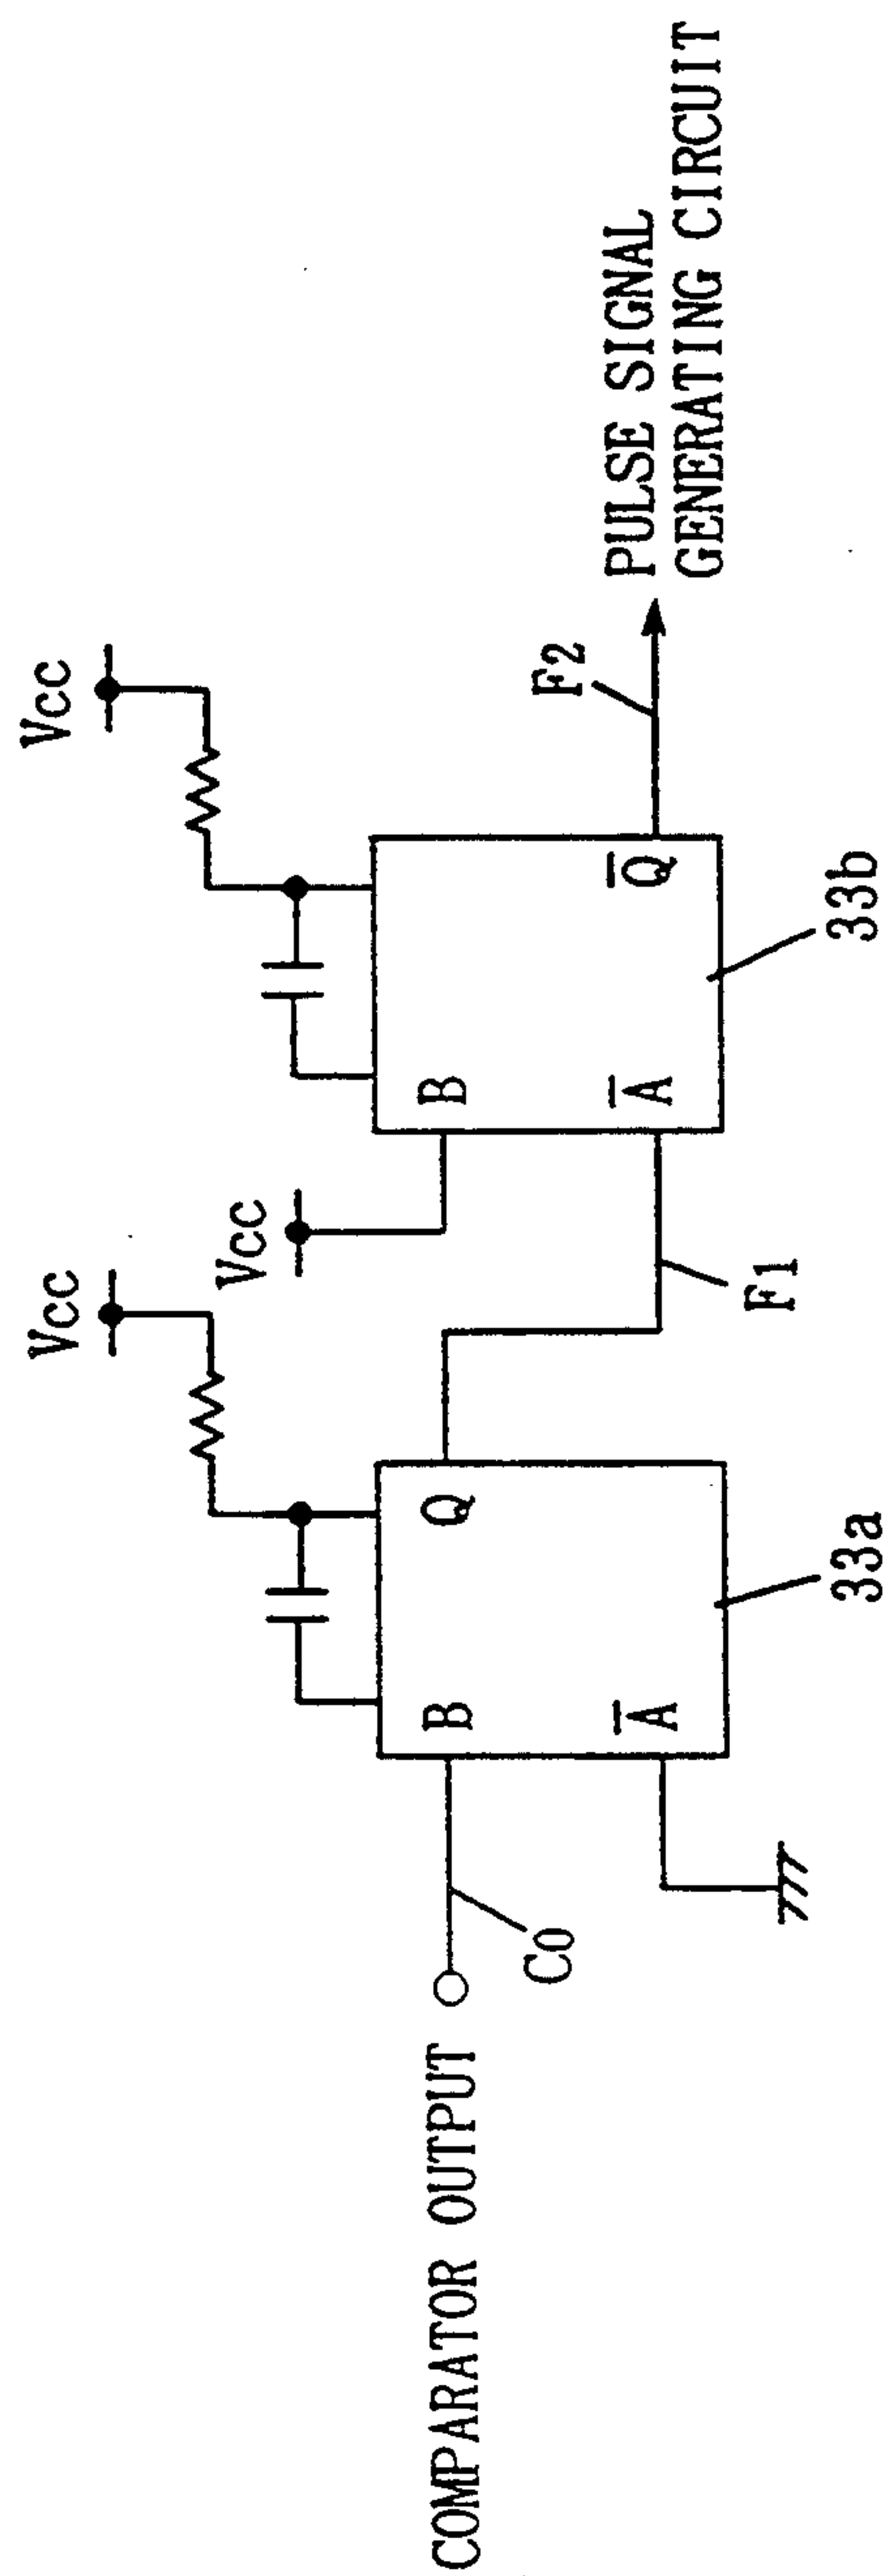 COMPARATOR OUTPUT
C0
B
A̅
Q
33a
Vcc
F1
Vcc
B
A̅
Q̅
33b
Vcc
F2
PULSE SIGNAL
GENERATING CIRCUIT